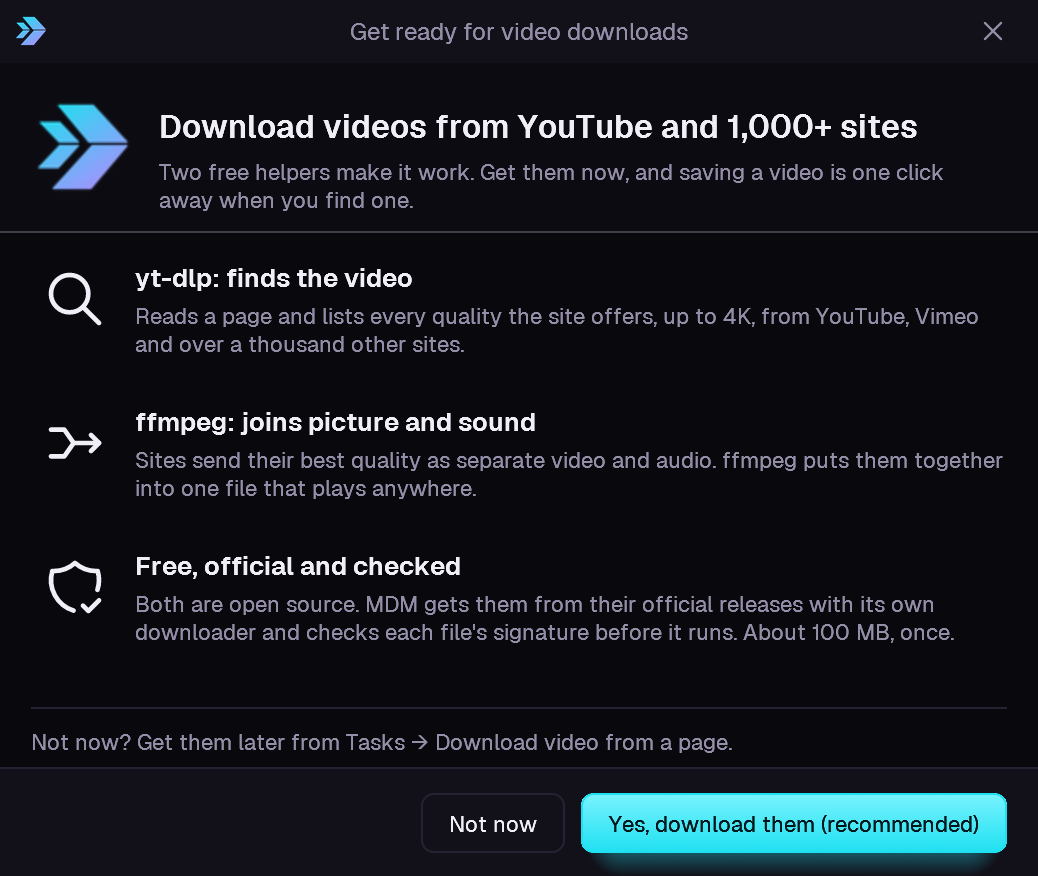 Get ready for video downloads
Download videos from YouTube and 1,000+ sites
Two free helpers make it work. Get them now, and saving a video is one click
away when you find one.
yt-dlp: finds the video
Reads a page and lists every quality the site offers, up to 4K, from YouTube, Vimeo
and over a thousand other sites.
ffmpeg: joins picture and sound
Sites send their best quality as separate video and audio. ffmpeg puts them together
into one file that plays anywhere.
Free, official and checked
Both are open source. MDM gets them from their official releases with its own
downloader and checks each file's signature before it runs. About 100 MB, once.
Not now? Get them later from Tasks → Download video from a page.
Not now
Yes, download them (recommended)